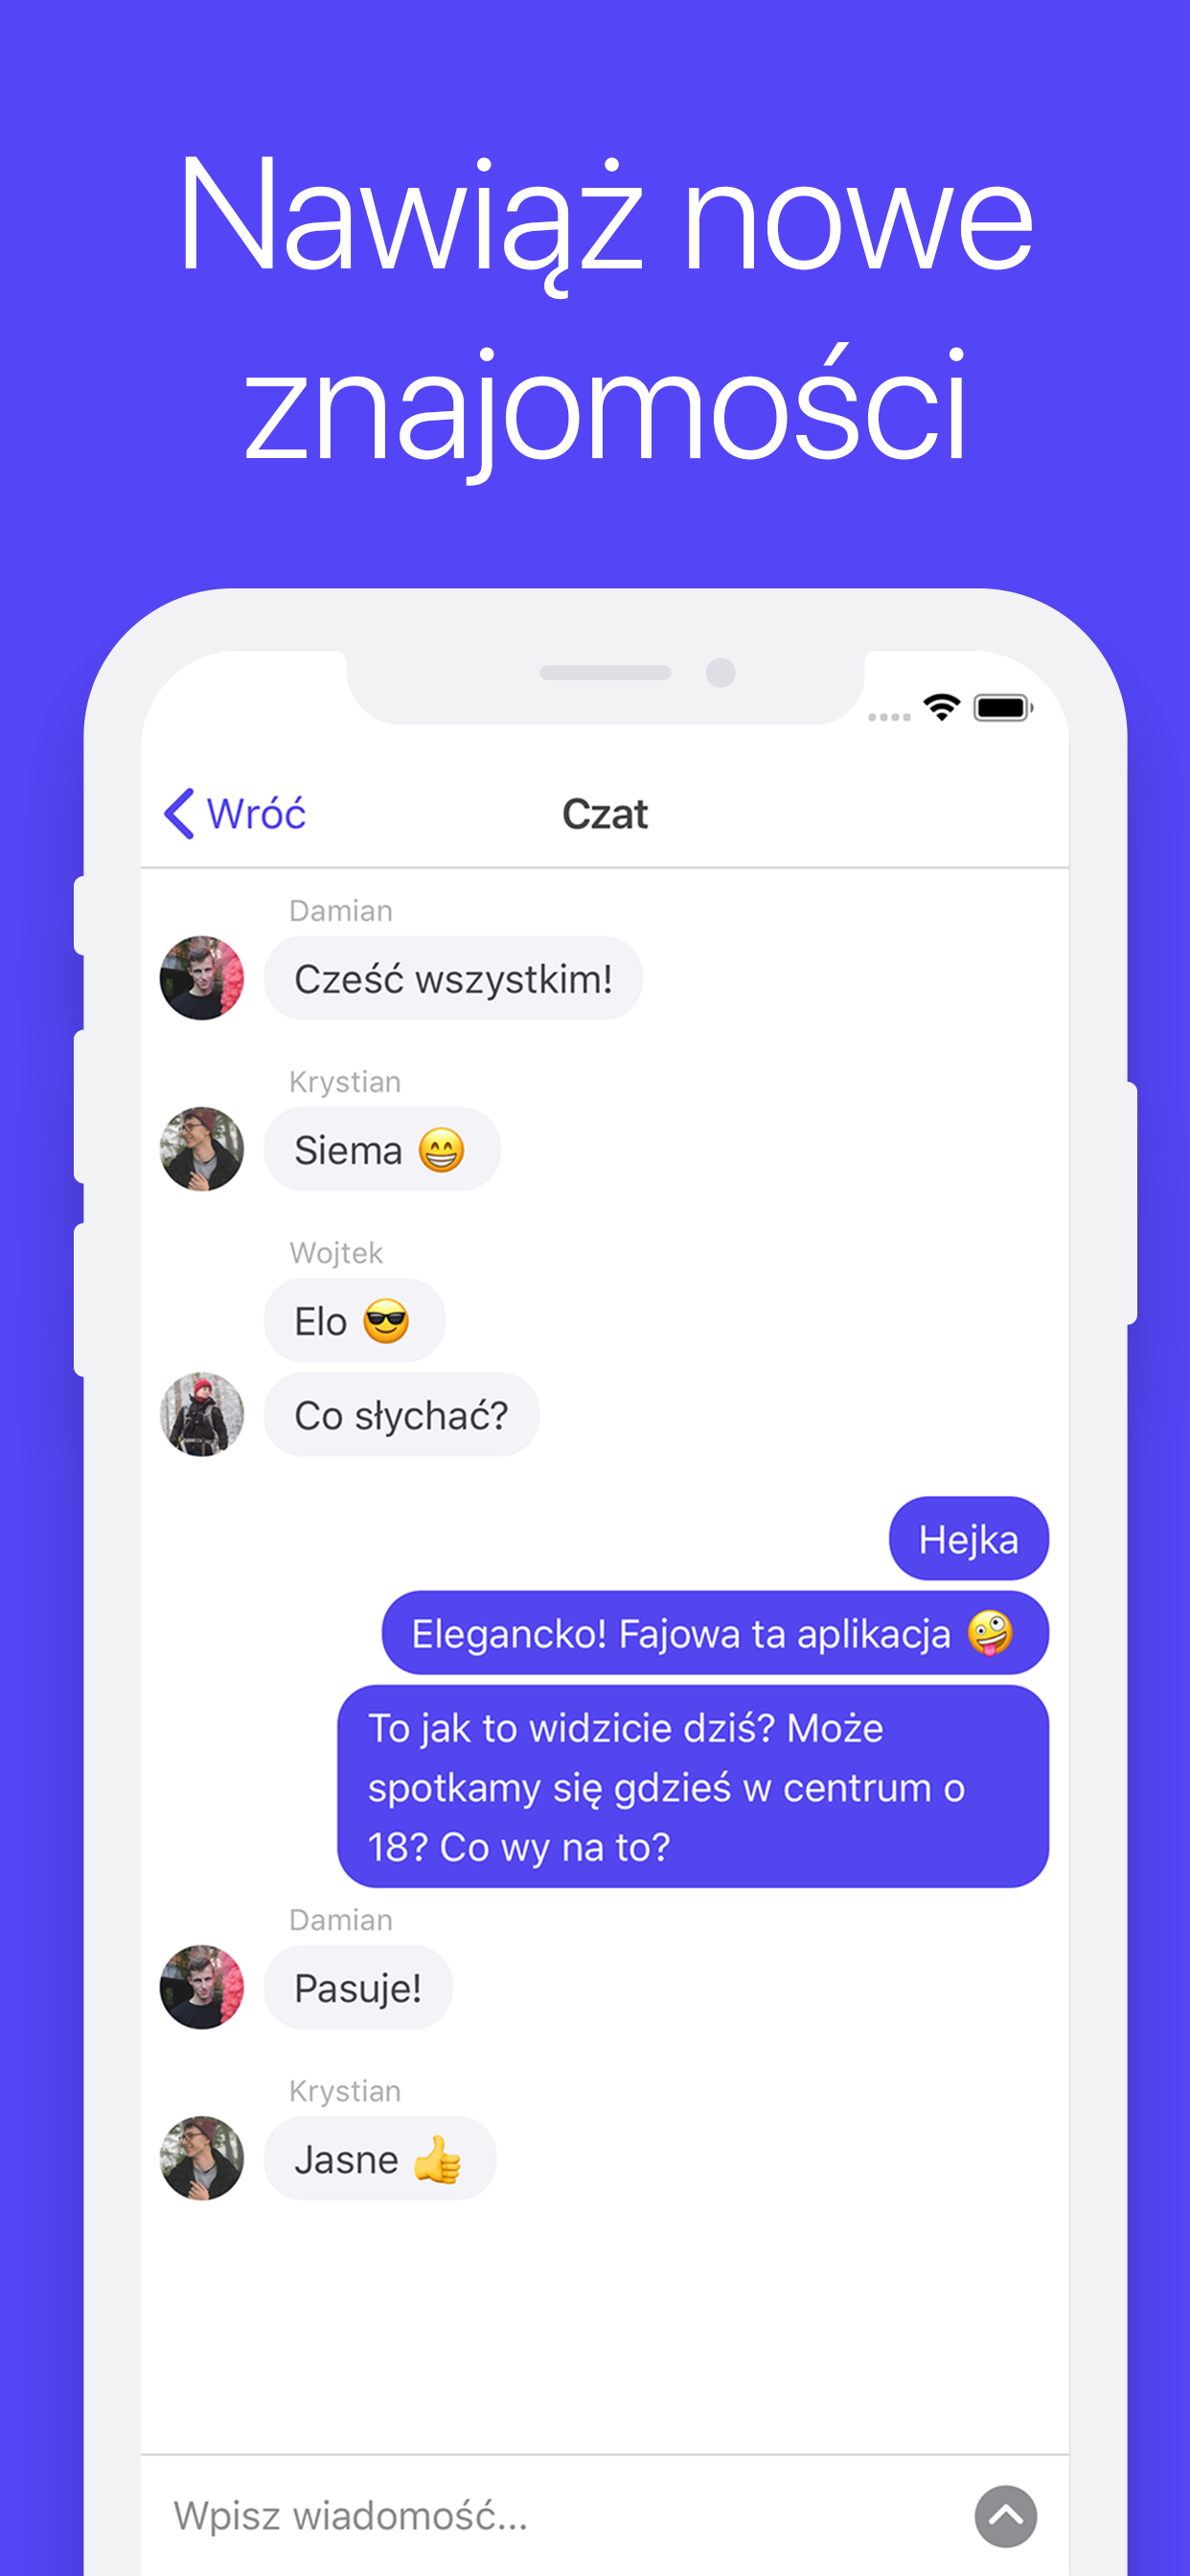 Nawiąż nowe
znajomości
Wróć
Czat
Damian
Cześć wszystkim!
Krystian
Siema 😁
Wojtek
Elo 😎
Co słychać?
Hejka
Elegancko! Fajowa ta aplikacja 🤪
To jak to widzicie dziś? Może
spotkamy się gdzieś w centrum o
18? Co wy na to?
Damian
Pasuje!
Krystian
Jasne 👍
Wpisz wiadomość...